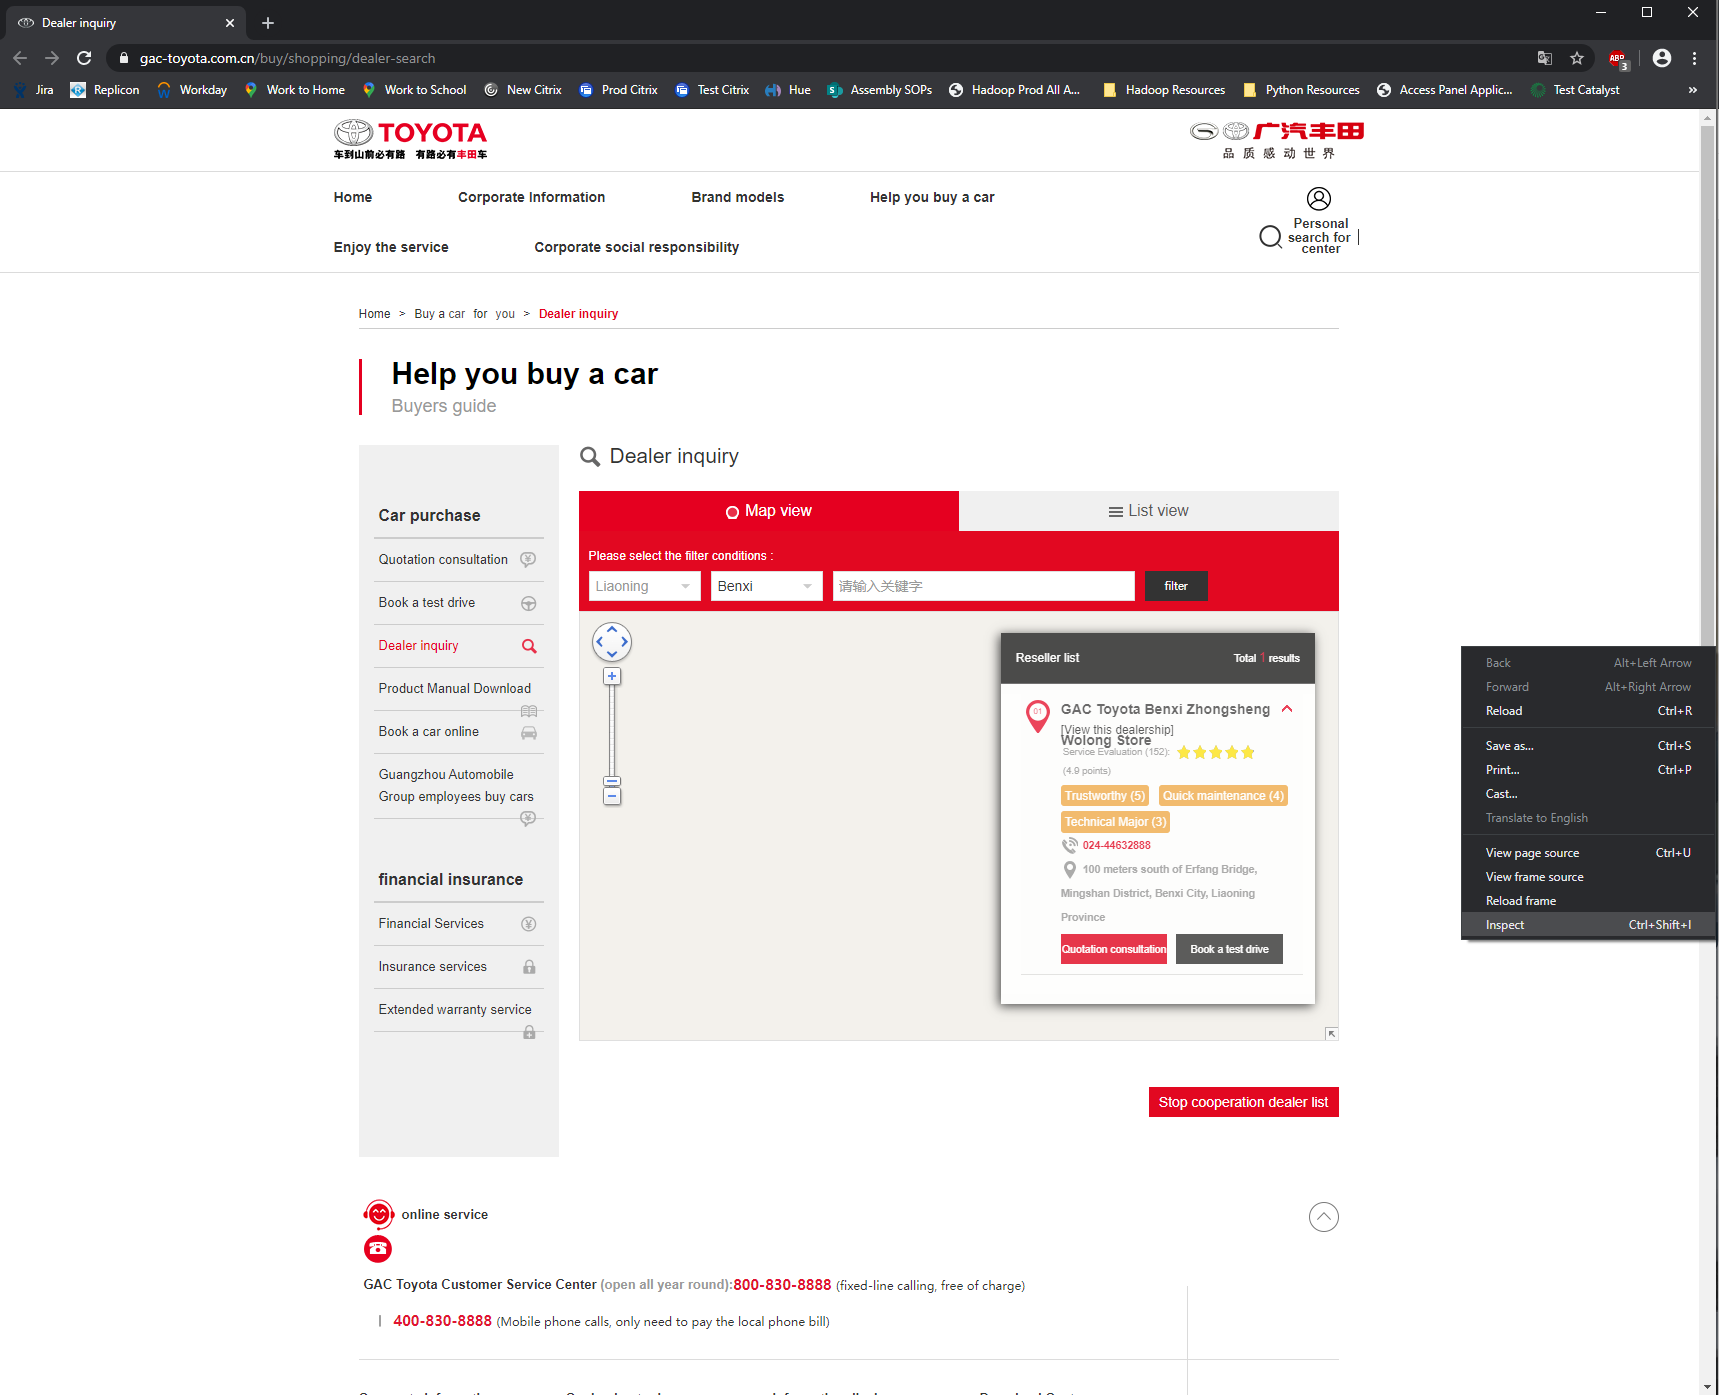 Dealer inquiry
gac-toyota.com.cn/buy/shopping/dealer-search
ABP
3
Jira Replicon Workday Work to Home Work to School New Citrix Prod Citrix Test Citrix Hue Assembly SOPs Hadoop Prod All A... Hadoop Resources Python Resources Access Panel Applic... Test Catalyst »
TOYOTA
车到山前必有路 有路必有丰田车
广汽丰田
品质感动世界
Home Corporate Information Brand models Help you buy a car
Enjoy the service Corporate social responsibility
Personal
search for
center
Home > Buy a car for you > Dealer inquiry
Help you buy a car
Buyers guide
Car purchase
Quotation consultation
Book a test drive
Dealer inquiry
Product Manual Download
Book a car online
Guangzhou Automobile
Group employees buy cars
financial insurance
Financial Services
Insurance services
Extended warranty service
Dealer inquiry
Map view
List view
Please select the filter conditions :
Liaoning Benxi 请输入关键字 filter
Reseller list Total 1 results
01
GAC Toyota Benxi Zhongsheng
[View this dealership]
Wolong Store
Service Evaluation (152):
(4.9 points)
Trustworthy (5) Quick maintenance (4)
Technical Major (3)
024-44632888
100 meters south of Erfang Bridge,
Mingshan District, Benxi City, Liaoning
Province
Quotation consultation Book a test drive
Stop cooperation dealer list
Back Alt+Left Arrow
Forward Alt+Right Arrow
Reload Ctrl+R
Save as... Ctrl+S
Print... Ctrl+P
Cast...
Translate to English
View page source Ctrl+U
View frame source
Reload frame
Inspect Ctrl+Shift+I
online service
GAC Toyota Customer Service Center (open all year round):800-830-8888 (fixed-line calling, free of charge)
| 400-830-8888 (Mobile phone calls, only need to pay the local phone bill)